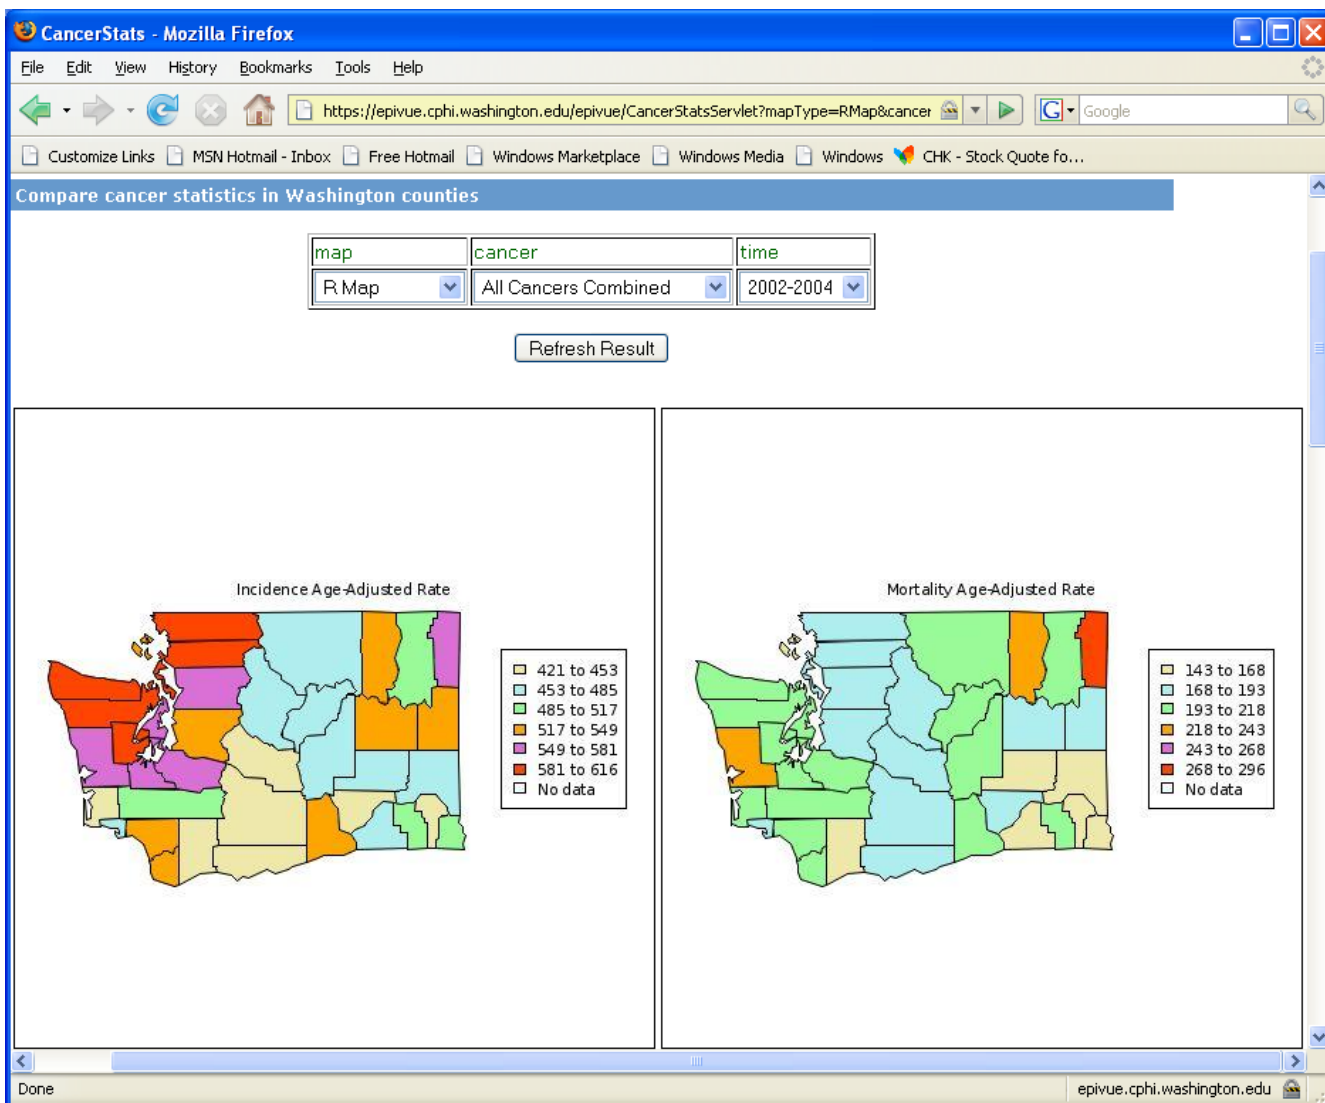 CancerStats - Mozilla Firefox
File Edit View History Bookmarks Tools Help
https://epivue.cphi.washington.edu/epivue/CancerStatsServlet?mapType=RMap&cancer G Google
Customize Links MSN Hotmail - Inbox Free Hotmail Windows Marketplace Windows Media Windows CHK - Stock Quote fo...
Compare cancer statistics in Washington counties
map cancer time
R Map All Cancers Combined 2002-2004
Refresh Result
Incidence Age-Adjusted Rate
421 to 453
453 to 485
485 to 517
517 to 549
549 to 581
581 to 616
No data
Mortality Age-Adjusted Rate
143 to 168
168 to 193
193 to 218
218 to 243
243 to 268
268 to 296
No data
Done epivue.cphi.washington.edu